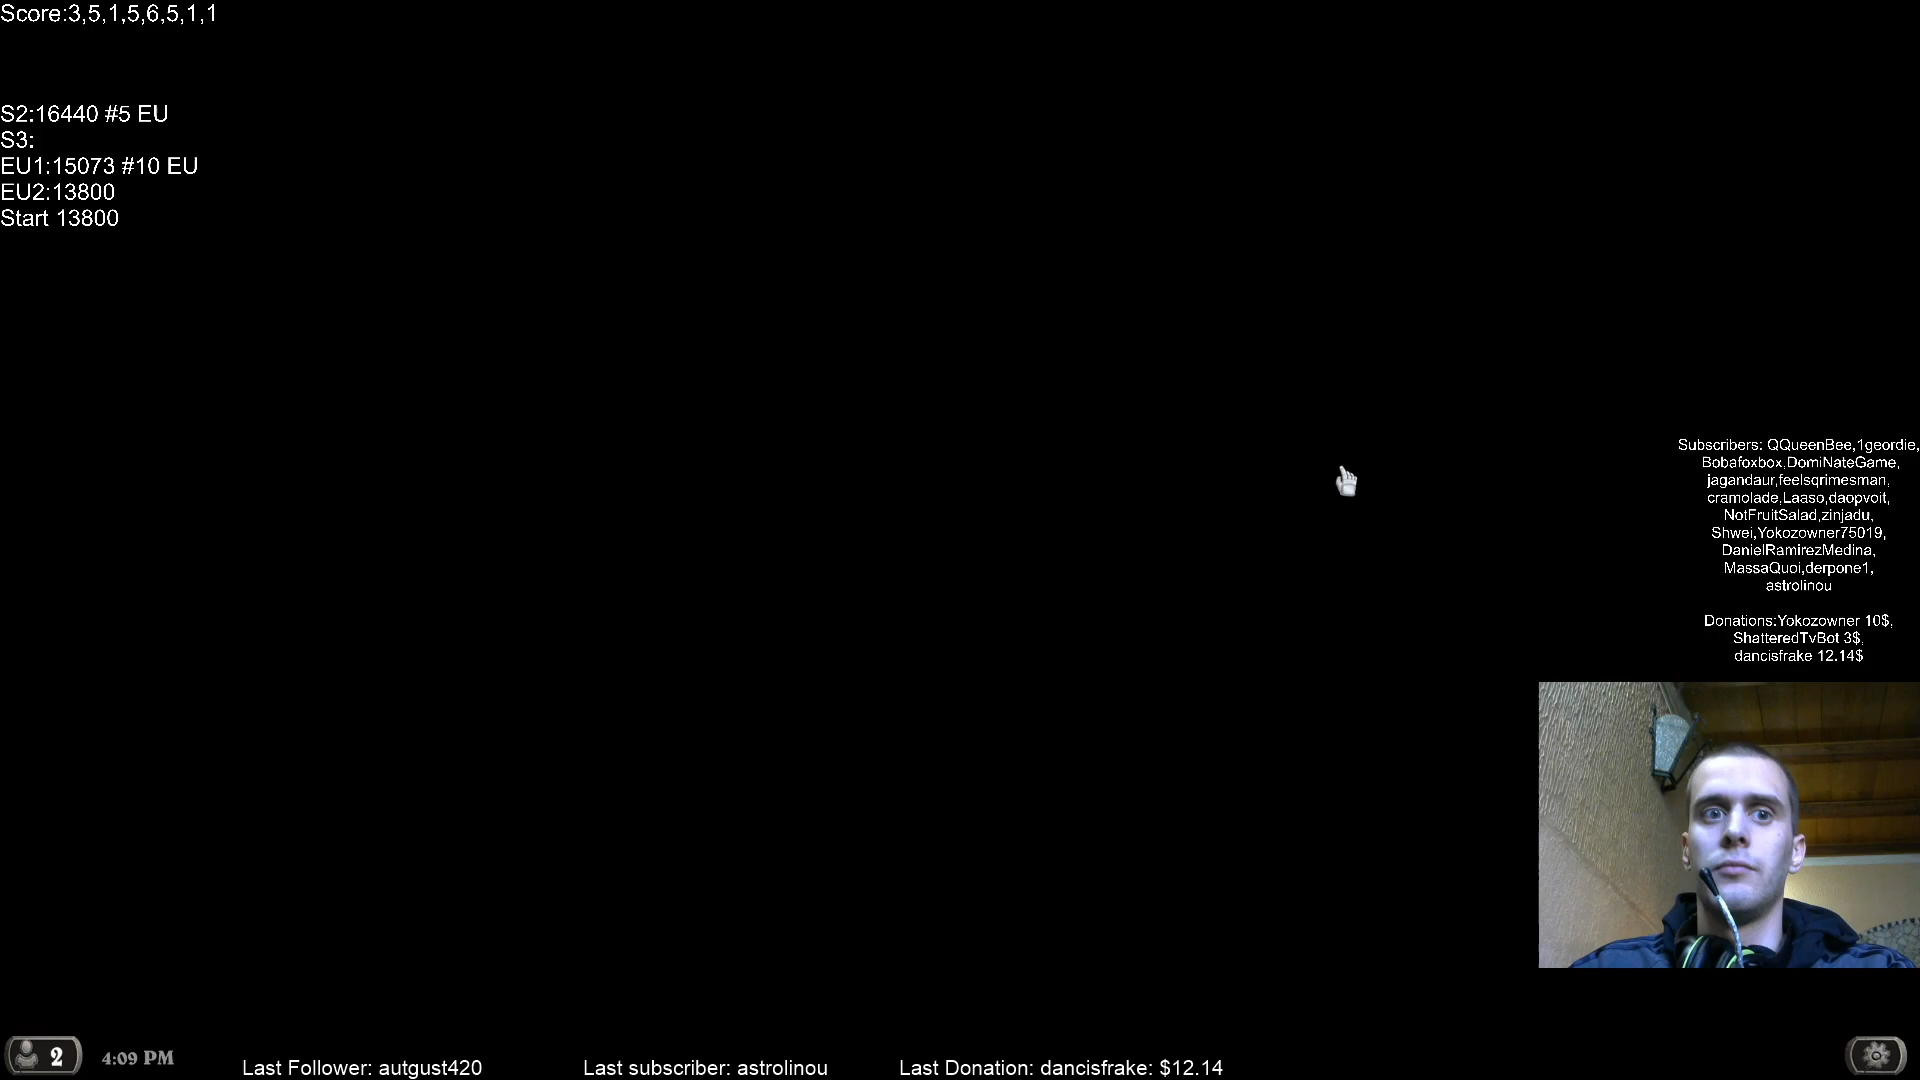 Score:3,5,1,5,6,5,1,1
S2:16440 #5 EU
S3:
EU1:15073 #10 EU
EU2:13800
Start 13800
Subscribers: QQueenBee,1geordie,
Bobafoxbox,DomiNateGame,
jagandaur,feelsqrimesman,
cramolade,Laaso,daopvoit,
NotFruitSalad,zinjadu,
Shwei,Yokozowner75019,
DanielRamirezMedina,
MassaQuoi,derpone1,
astrolinou
Donations:Yokozowner 10$,
ShatteredTvBot 3$,
dancisfrake 12.14$
2
4:09 PM
Last Follower: autgust420
Last subscriber: astrolinou
Last Donation: dancisfrake: $12.14